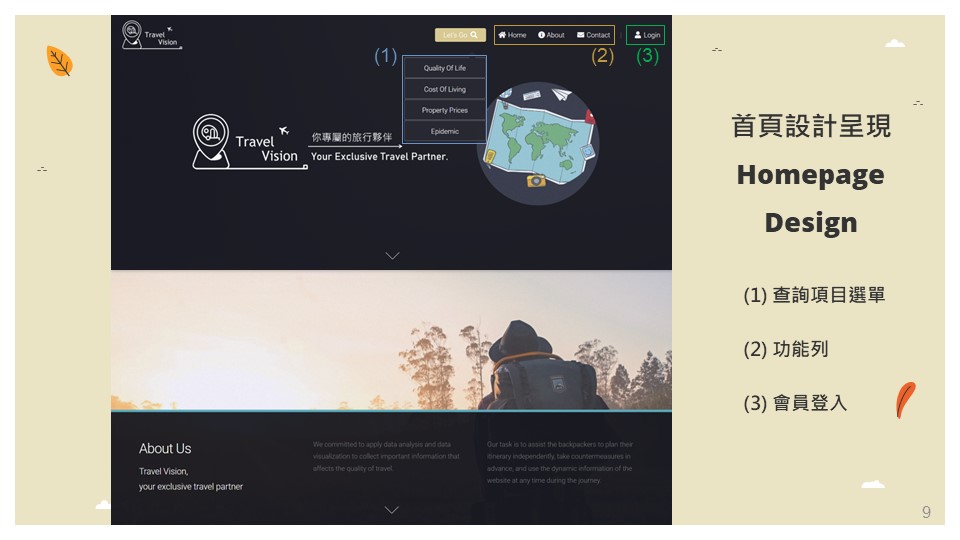 Travel
Vision
Let's Go
Home
About
Contact
Login
(1)
(2)
(3)
Quality Of Life
Cost Of Living
Property Prices
Epidemic
Travel
Vision
你專屬的旅行夥伴
Your Exclusive Travel Partner.
About Us
Travel Vision,
your exclusive travel partner
We committed to apply data analysis and data
visualization to collect important information that
affects the quality of travel.
Our task is to assist the backpackers to plan their
itinerary independently, take countermeasures in
advance, and use the dynamic information of the
website at any time during the journey.
首頁設計呈現
Homepage
Design
(1) 查詢項目選單
(2) 功能列
(3) 會員登入
9